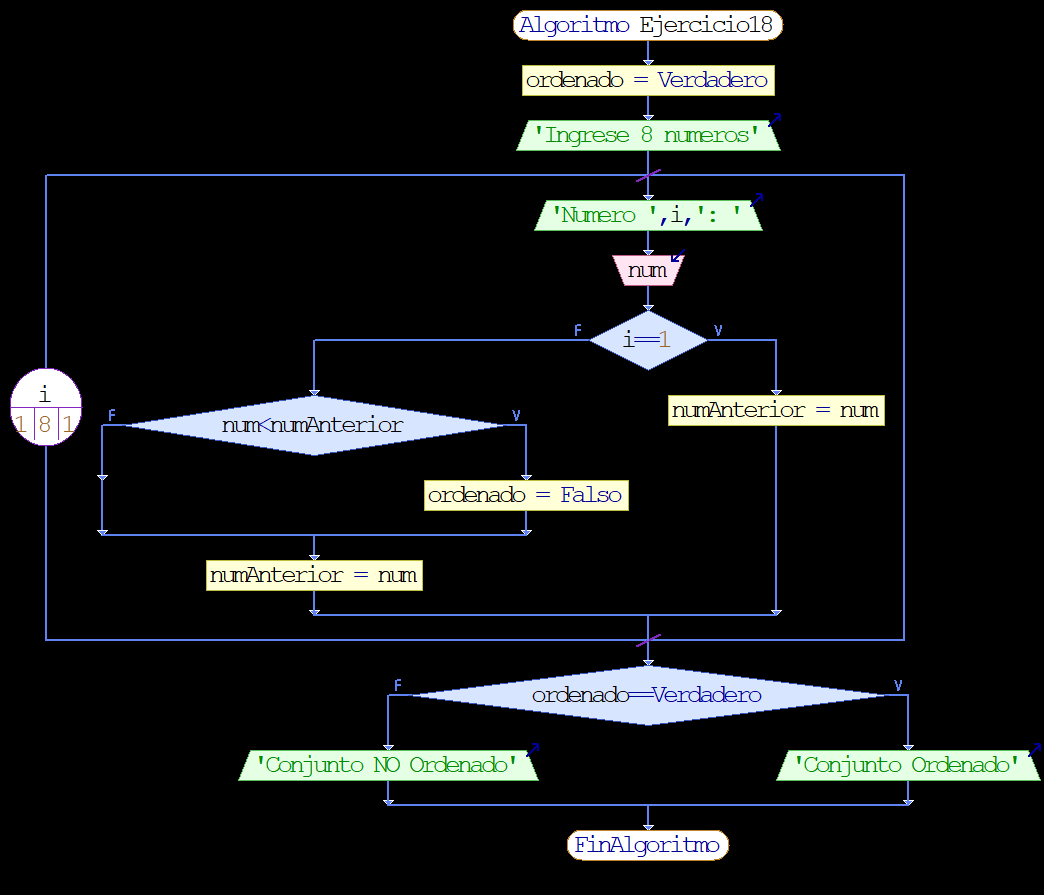 Algoritmo Ejercicio18
ordenado = Verdadero
'Ingrese 8 numeros'
'Numero ',i,': '
num
F
i==1
V
i
1 8 1
F
num<numAnterior
V
numAnterior = num
ordenado = Falso
numAnterior = num
F
ordenado==Verdadero
V
'Conjunto NO Ordenado'
'Conjunto Ordenado'
FinAlgoritmo